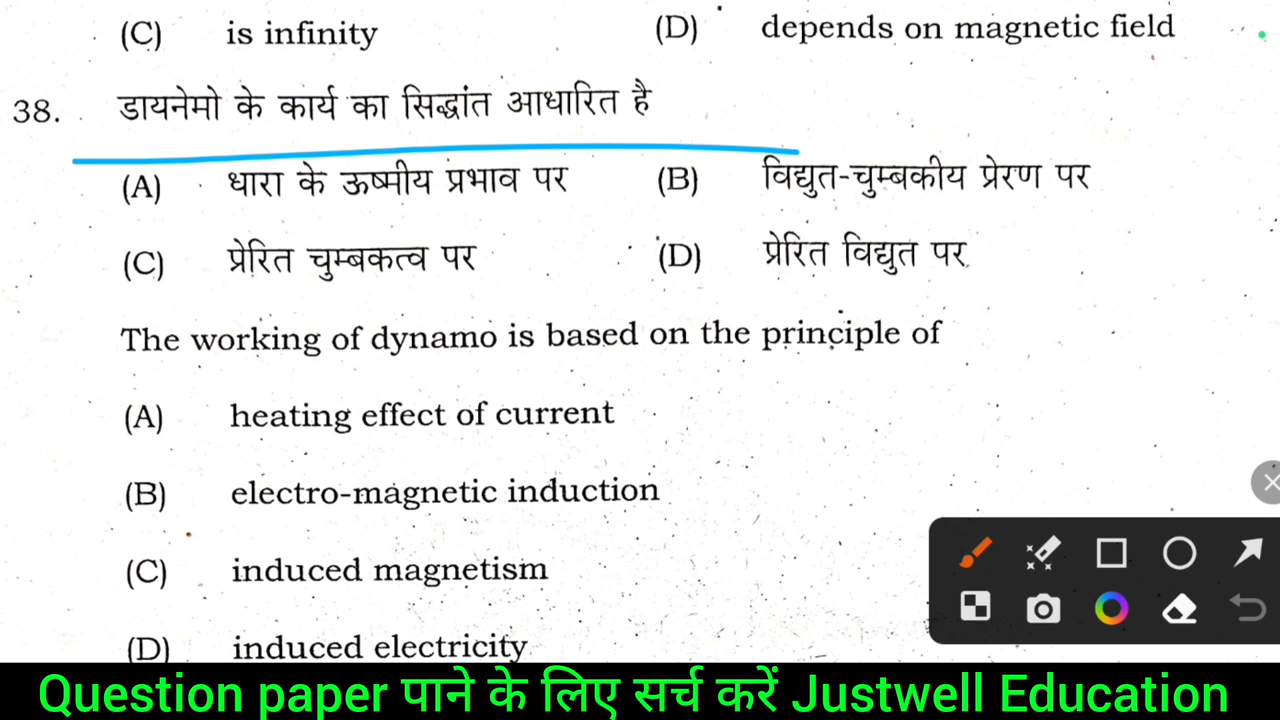 (C) is infinity (D) depends on magnetic field
38. डायनेमो के कार्य का सिद्धांत आधारित है
(A) धारा के ऊष्मीय प्रभाव पर (B) विद्युत-चुम्बकीय प्रेरण पर
(C) प्रेरित चुम्बकत्व पर (D) प्रेरित विद्युत पर
The working of dynamo is based on the principle of
(A) heating effect of current
(B) electro-magnetic induction
(C) induced magnetism
(D) induced electricity
Question paper पाने के लिए सर्च करें Justwell Education